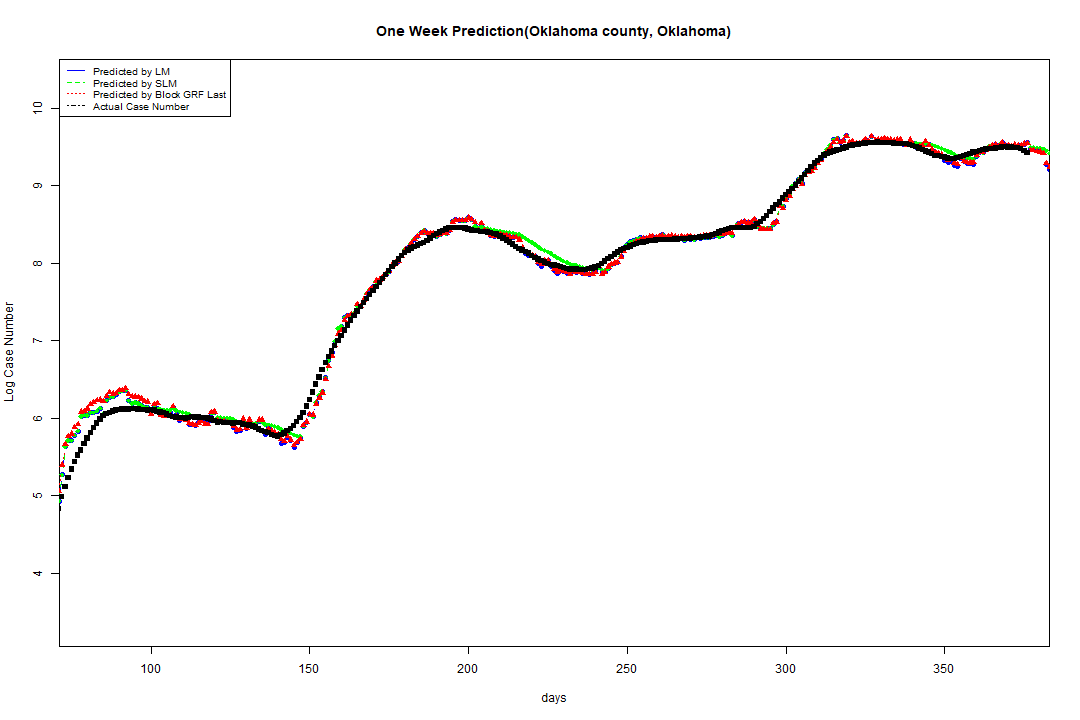 One Week Prediction(Oklahoma county, Oklahoma)
Predicted by LM
Predicted by SLM
Predicted by Block GRF Last
Actual Case Number
Log Case Number
10
9
8
7
6
5
4
100 150 200 250 300 350
days